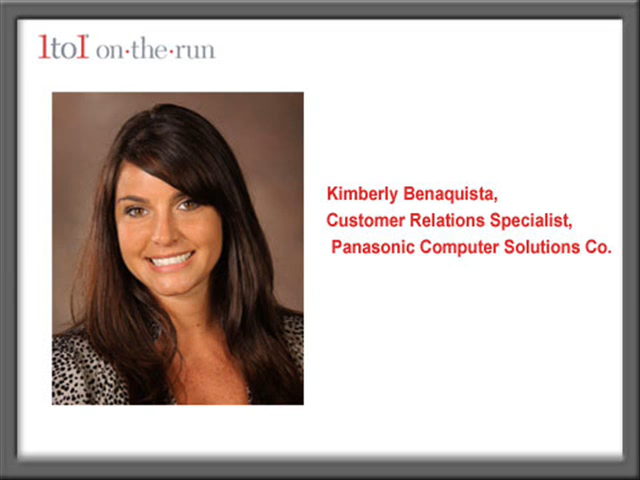 1to1 on·the·run
Kimberly Benaquista,
Customer Relations Specialist,
Panasonic Computer Solutions Co.